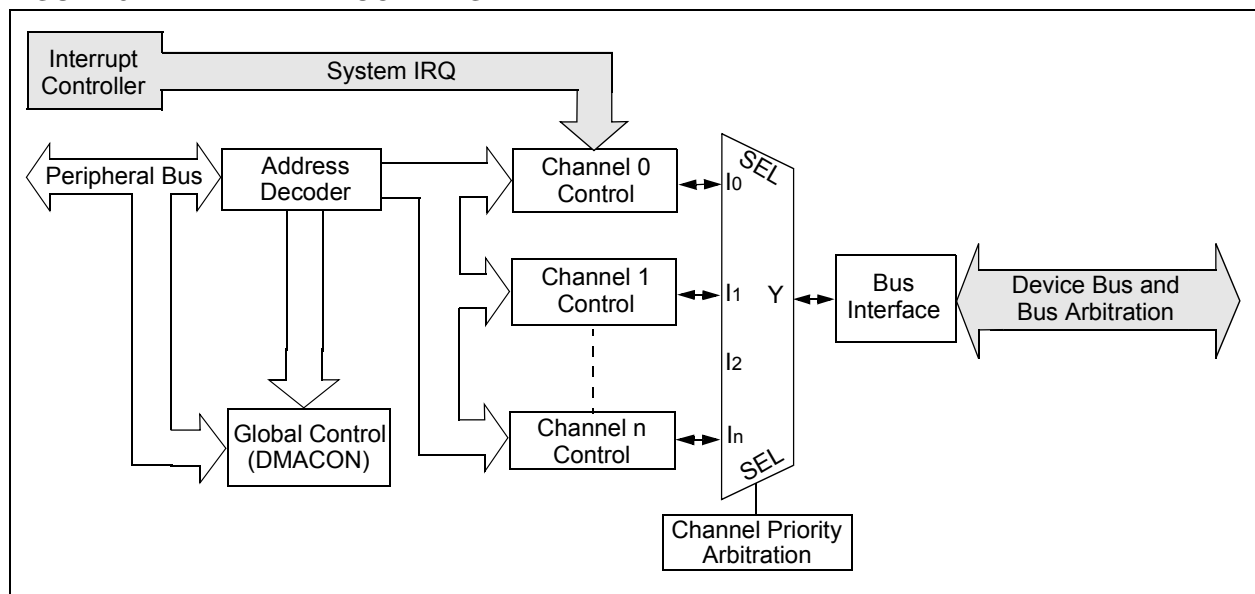 Interrupt
Controller
System IRQ
Peripheral Bus
Address
Decoder
Channel 0
Control
SEL
I0
Channel 1
Control
I1
Y
Bus
Interface
Device Bus and
Bus Arbitration
I2
Global Control
(DMACON)
Channel n
Control
In
SEL
Channel Priority
Arbitration